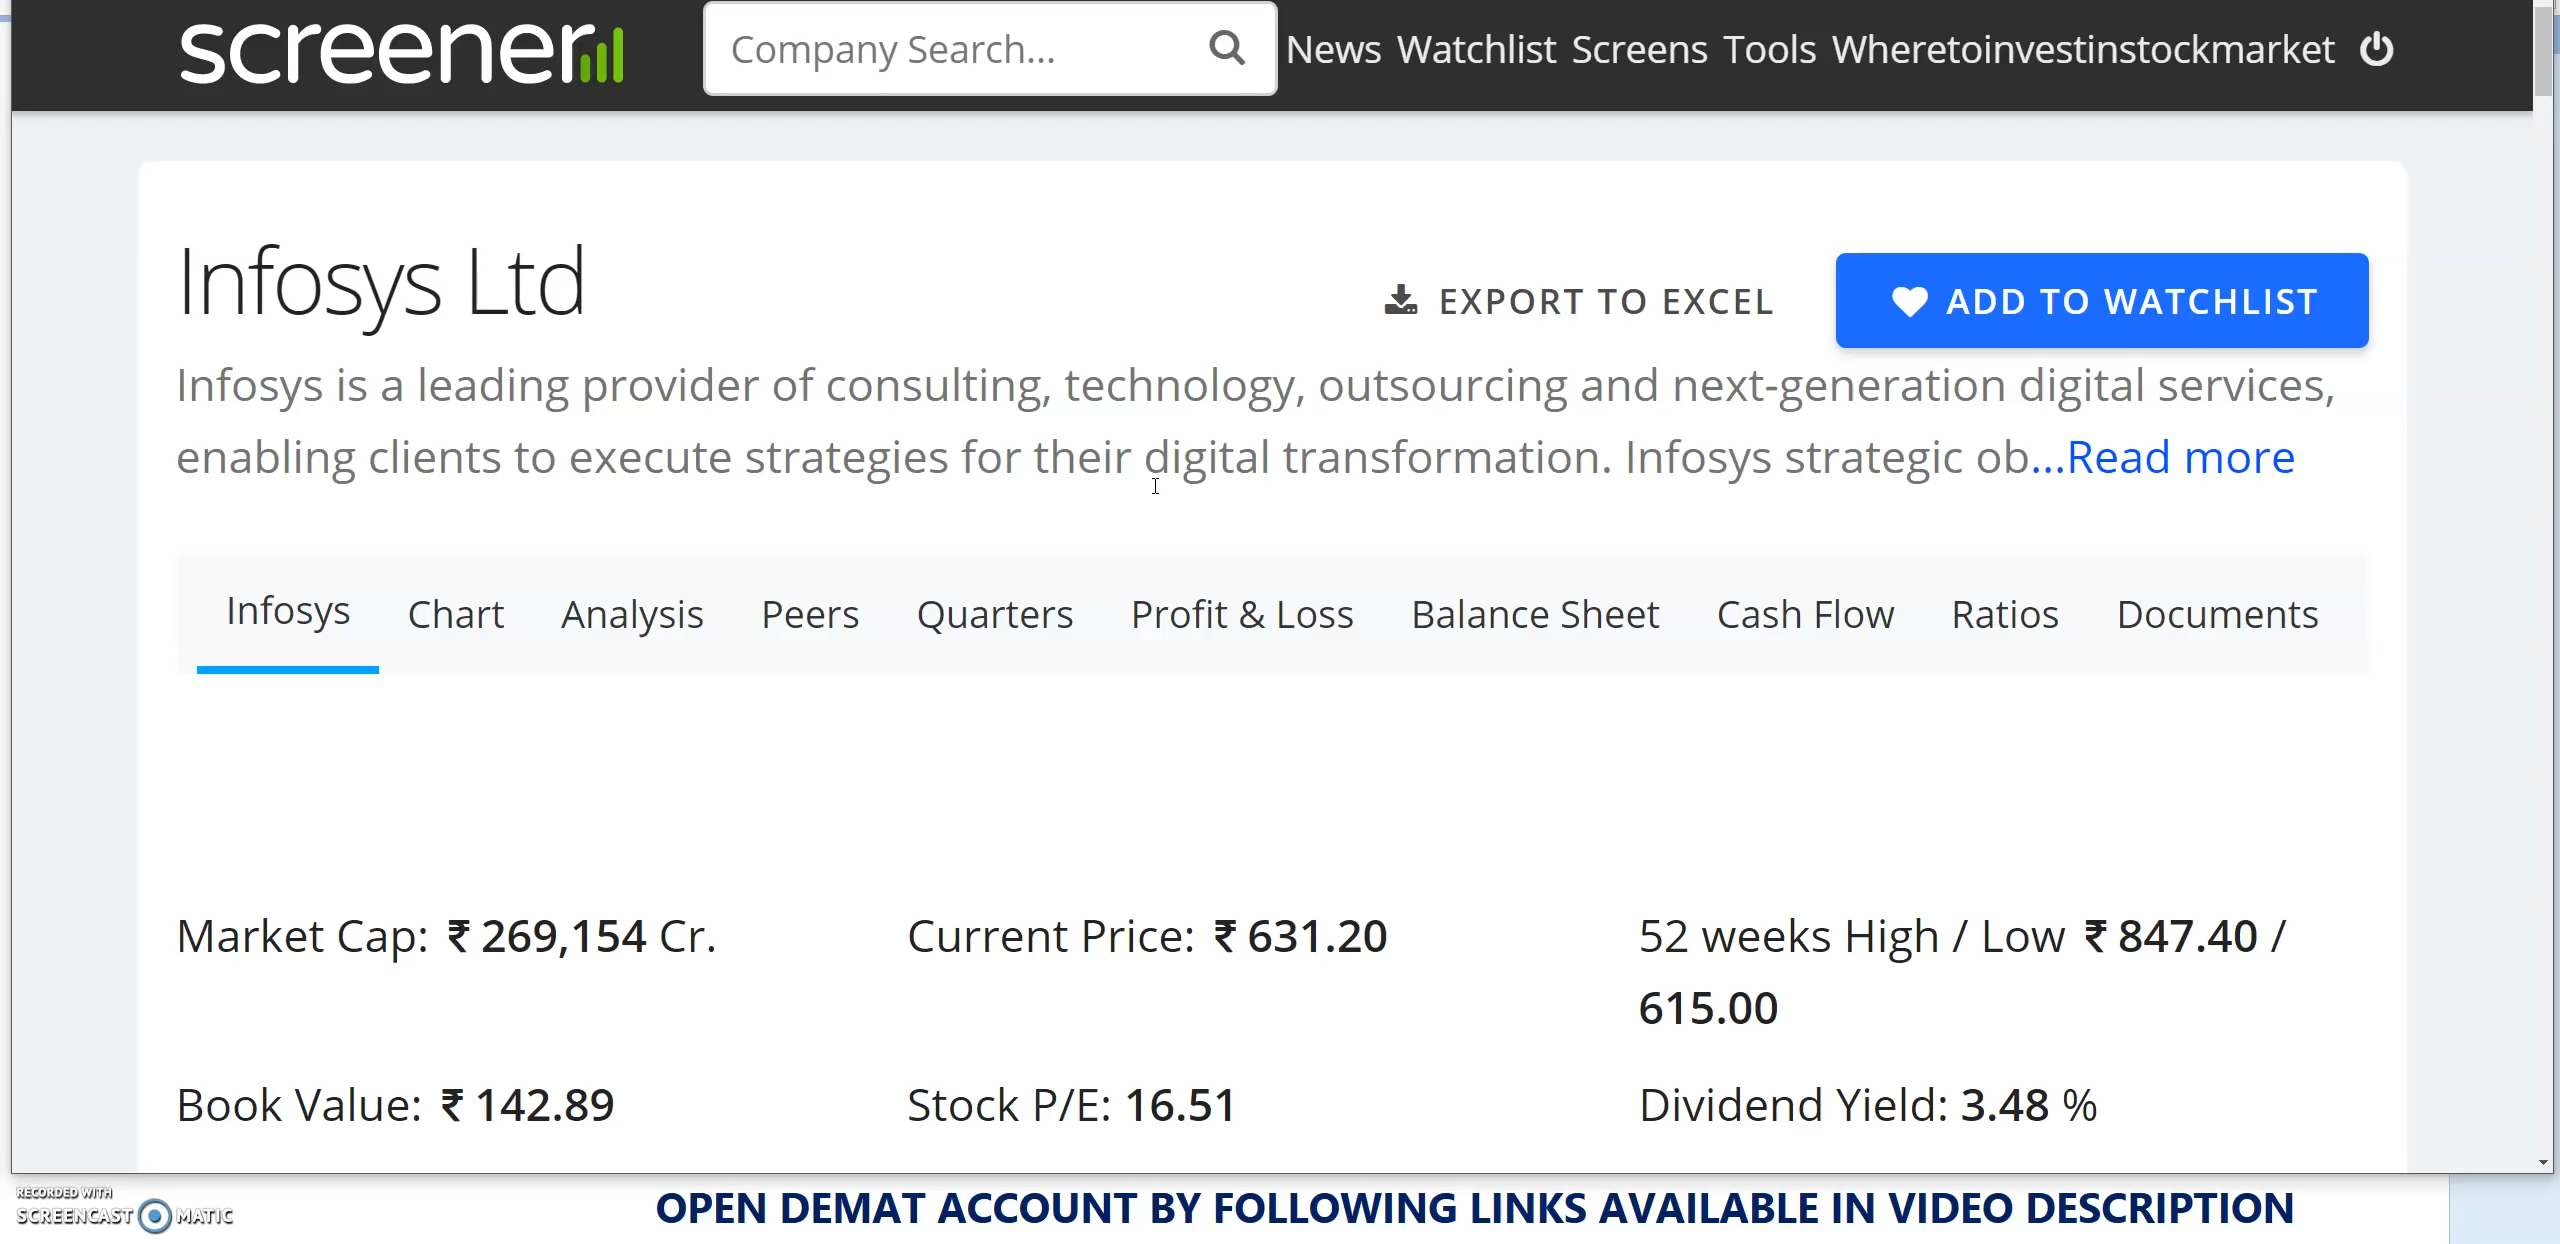 screener
Company Search...
News Watchlist Screens Tools Wheretoinvestinstockmarket
Infosys Ltd
EXPORT TO EXCEL
ADD TO WATCHLIST
Infosys is a leading provider of consulting, technology, outsourcing and next-generation digital services,
enabling clients to execute strategies for their digital transformation. Infosys strategic ob...Read more
Infosys Chart Analysis Peers Quarters Profit & Loss Balance Sheet Cash Flow Ratios Documents
Market Cap: ₹ 269,154 Cr.
Current Price: ₹ 631.20
52 weeks High / Low ₹ 847.40 /
615.00
Book Value: ₹ 142.89
Stock P/E: 16.51
Dividend Yield: 3.48 %
RECORDED WITH
SCREENCAST MATIC
OPEN DEMAT ACCOUNT BY FOLLOWING LINKS AVAILABLE IN VIDEO DESCRIPTION